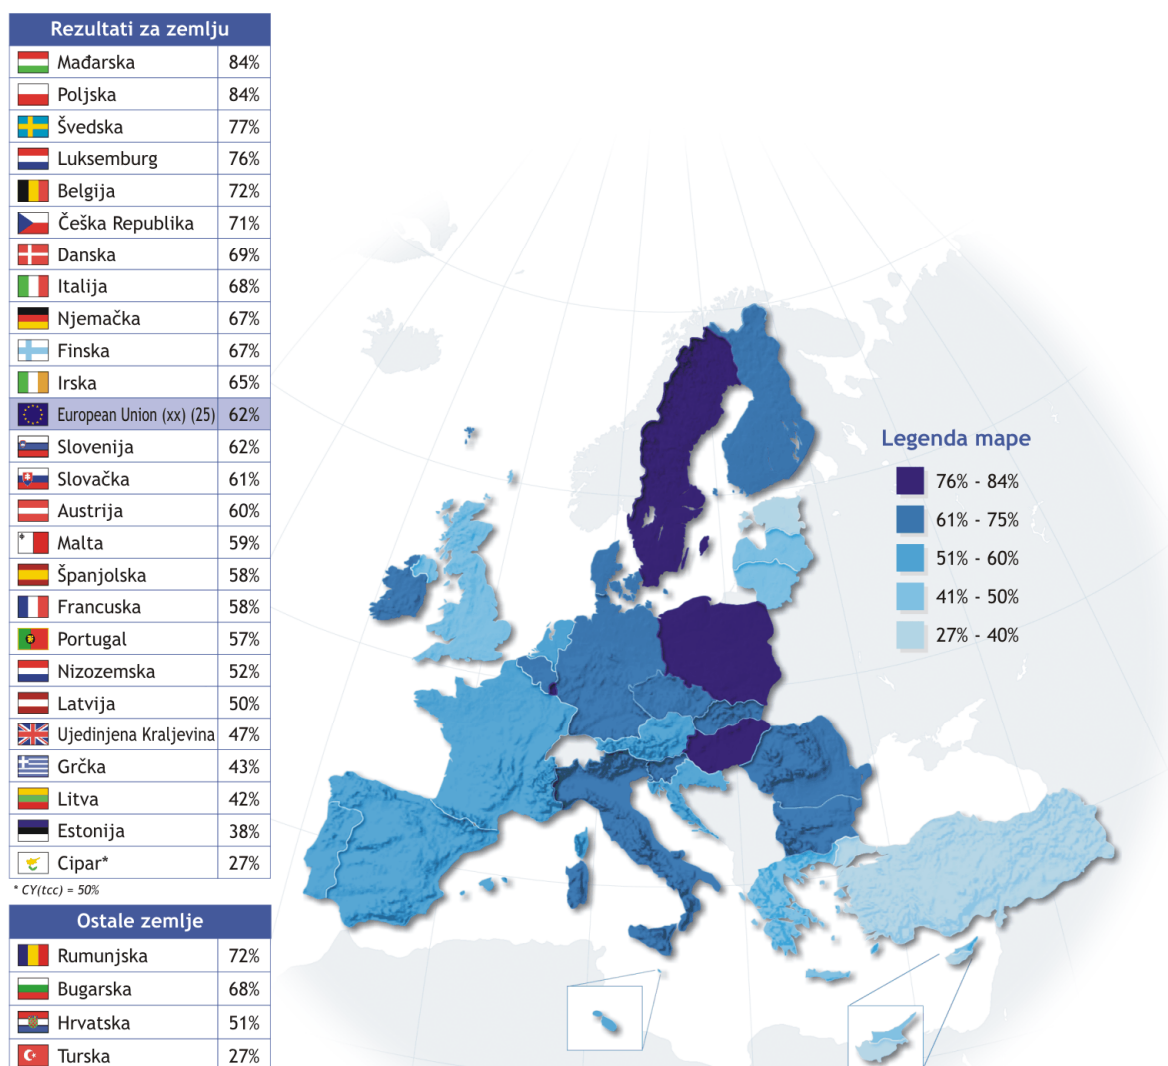 Rezultati za zemlju
Mađarska 84%
Poljska 84%
Švedska 77%
Luksemburg 76%
Belgija 72%
Češka Republika 71%
Danska 69%
Italija 68%
Njemačka 67%
Finska 67%
Irska 65%
European Union (xx) (25) 62%
Slovenija 62%
Slovačka 61%
Austrija 60%
Malta 59%
Španjolska 58%
Francuska 58%
Portugal 57%
Nizozemska 52%
Latvija 50%
Ujedinjena Kraljevina 47%
Grčka 43%
Litva 42%
Estonija 38%
Cipar* 27%
* CY(tcc) = 50%
Ostale zemlje
Rumunjska 72%
Bugarska 68%
Hrvatska 51%
Turska 27%
Legenda mape
76% - 84%
61% - 75%
51% - 60%
41% - 50%
27% - 40%